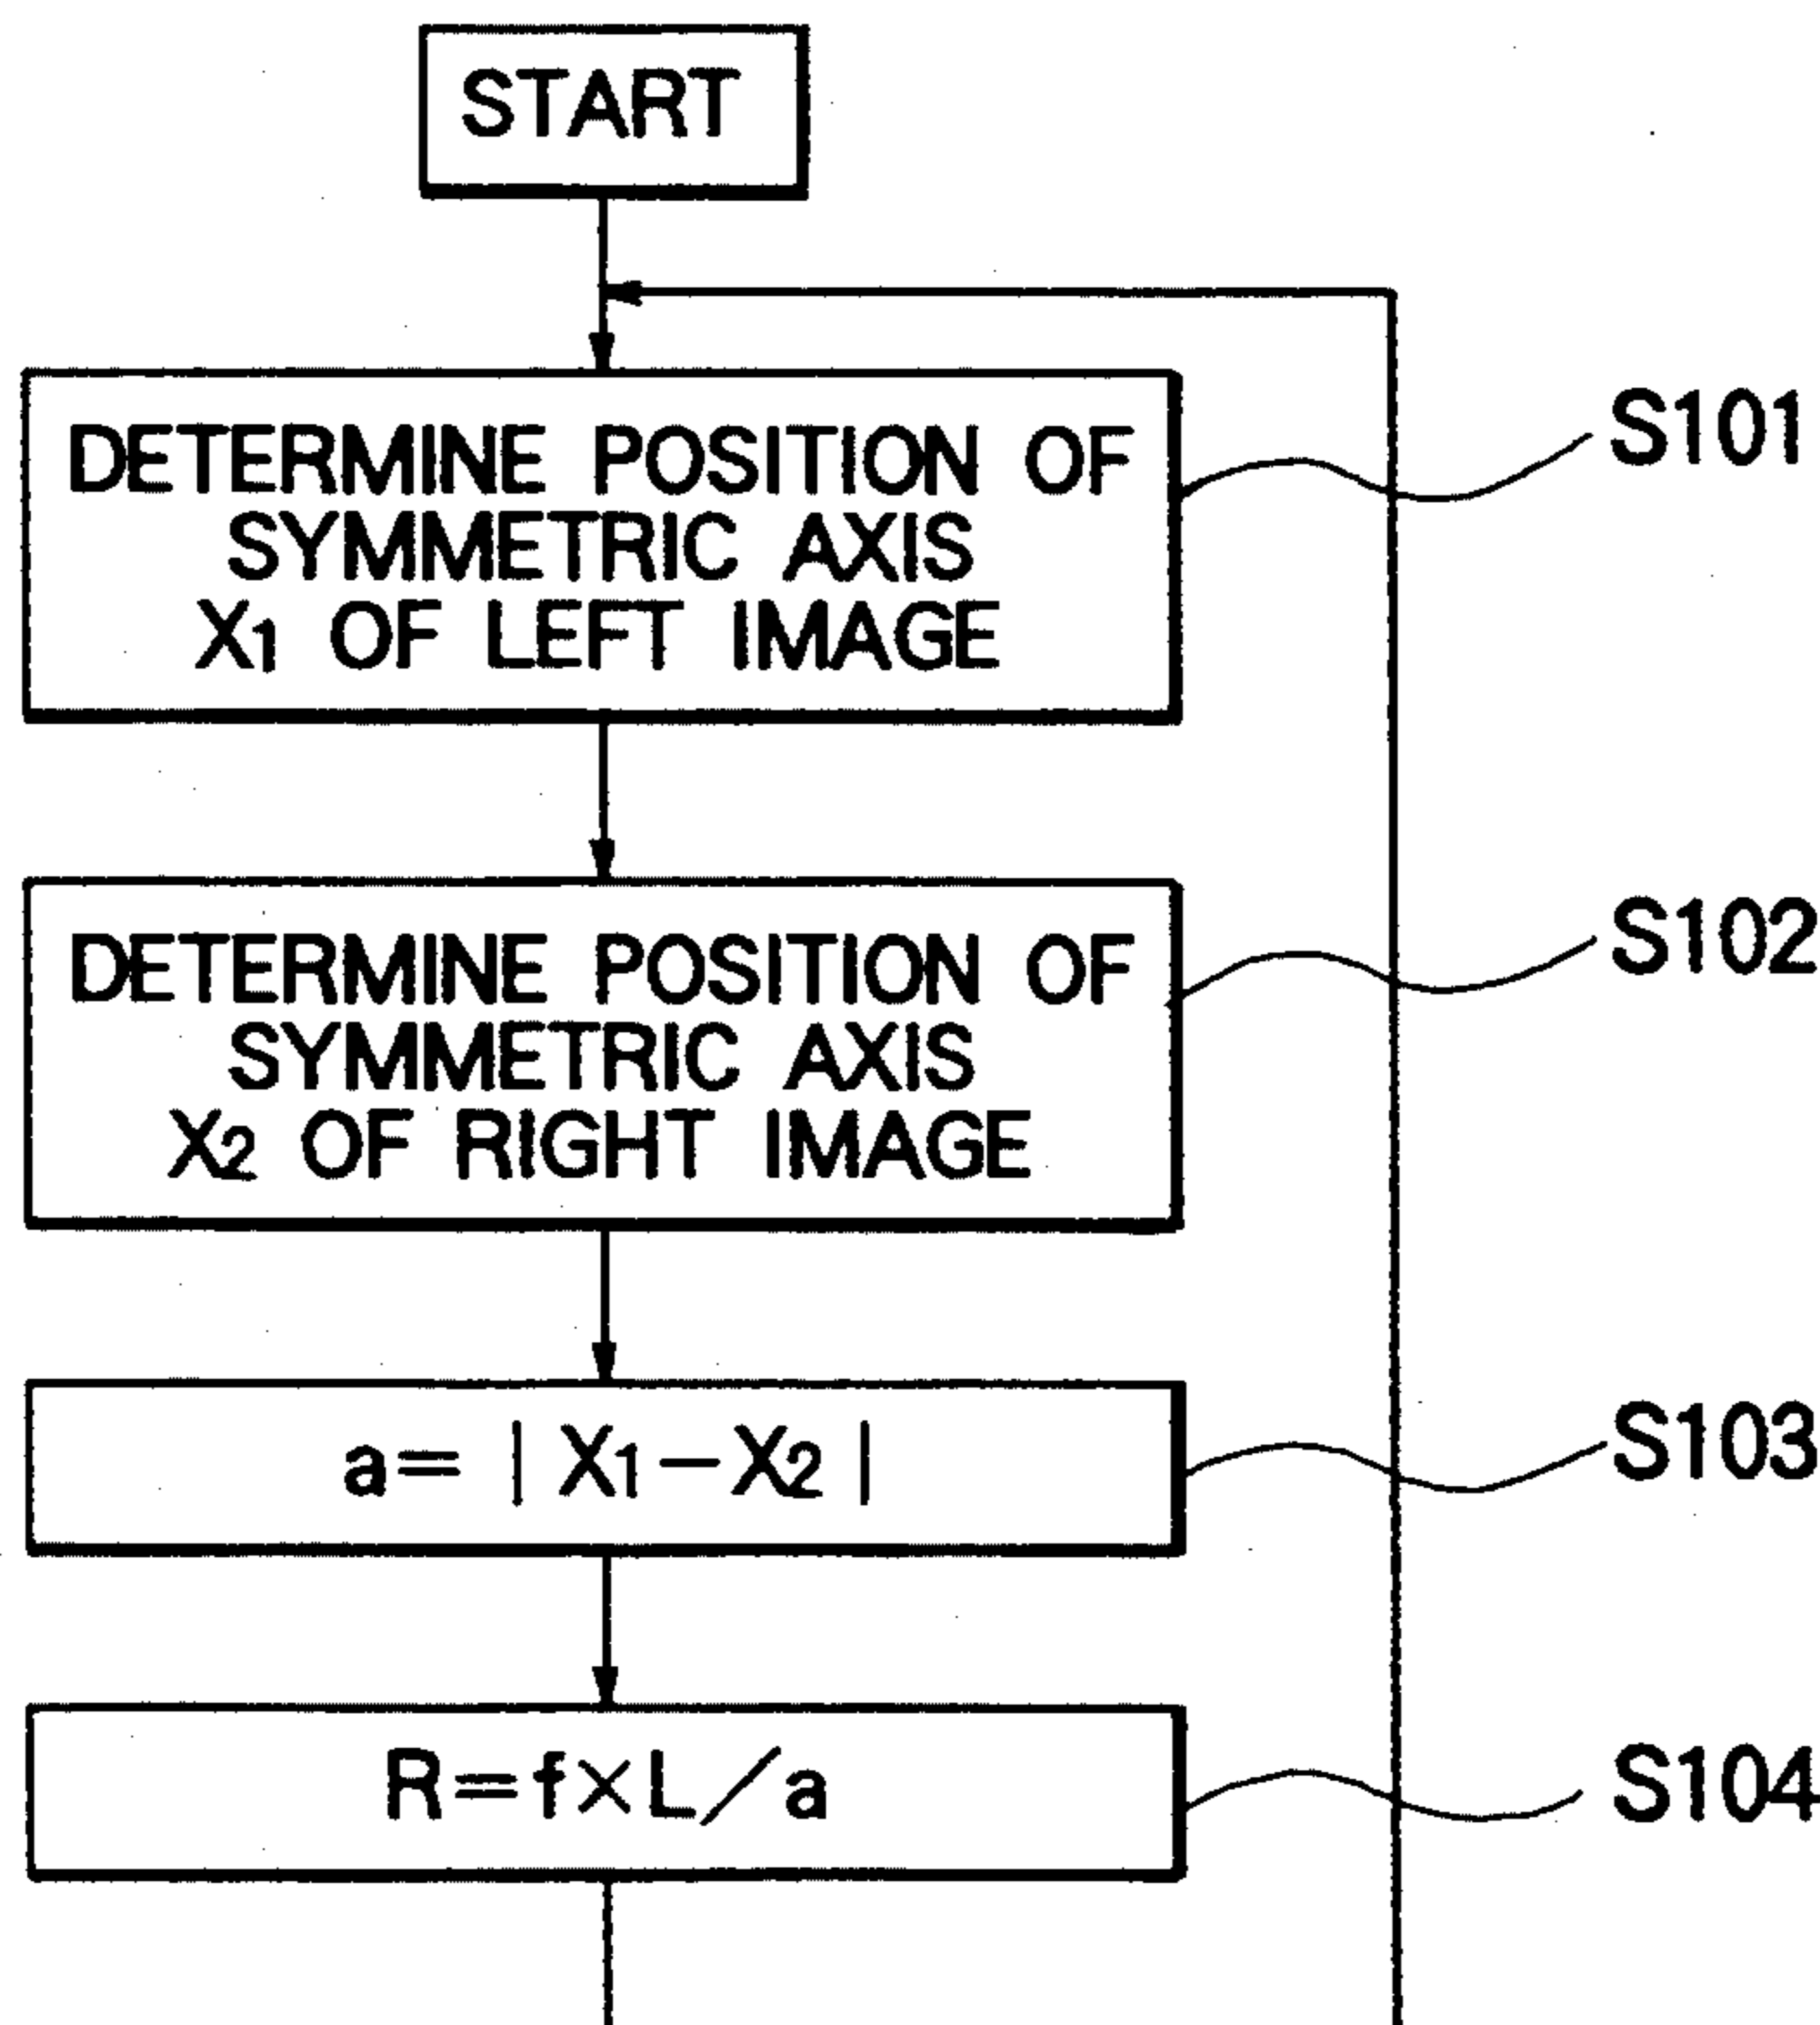 START
DETERMINE POSITION OF
SYMMETRIC AXIS
X1 OF LEFT IMAGE
S101
DETERMINE POSITION OF
SYMMETRIC AXIS
X2 OF RIGHT IMAGE
S102
a=|X1-X2|
S103
R=f×L/a
S104